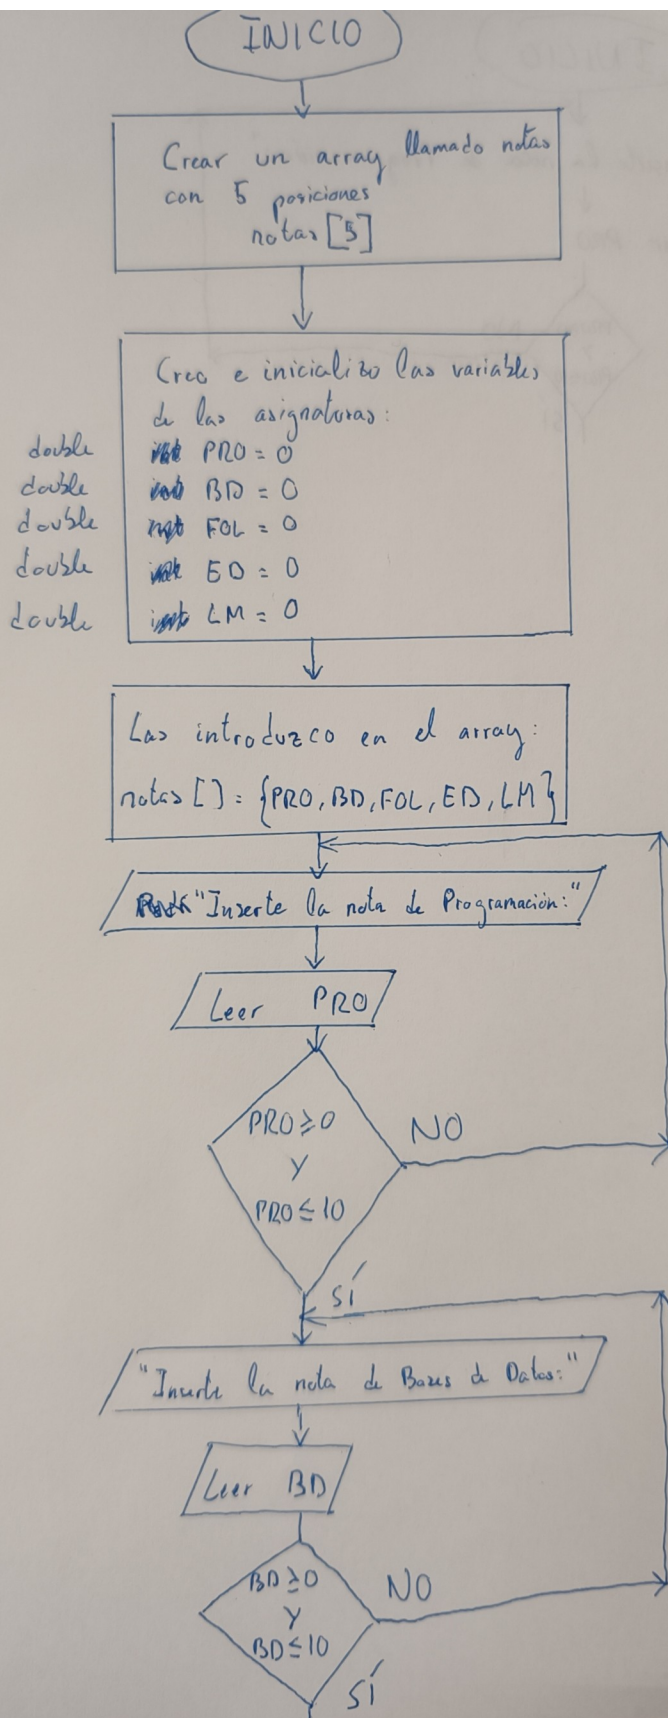 INICIO
Crear un array llamado notas
con 5 posiciones
notas [5]
Creo e inicializo las variables
de las asignaturas:
double PRO = 0
double BD = 0
double FOL = 0
double ED = 0
double LM = 0
Las introduzco en el array:
notas [] = {PRO, BD, FOL, ED, LM}
"Inserte la nota de Programación:"
Leer PRO
PRO ≥ 0
Y
PRO ≤ 10
NO
SÍ
"Inserte la nota de Bases de Datos:"
Leer BD
BD ≥ 0
Y
BD ≤ 10
NO
SÍ